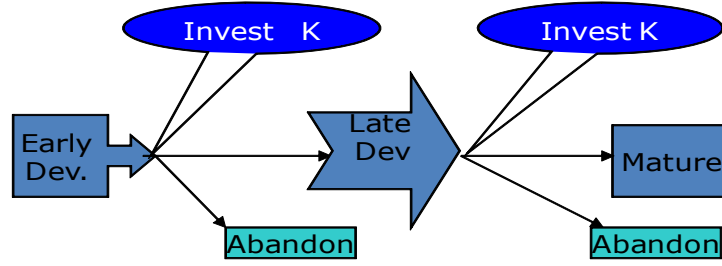 Invest K
Invest K
Early
Dev.
Late
Dev
Mature
Abandon
Abandon